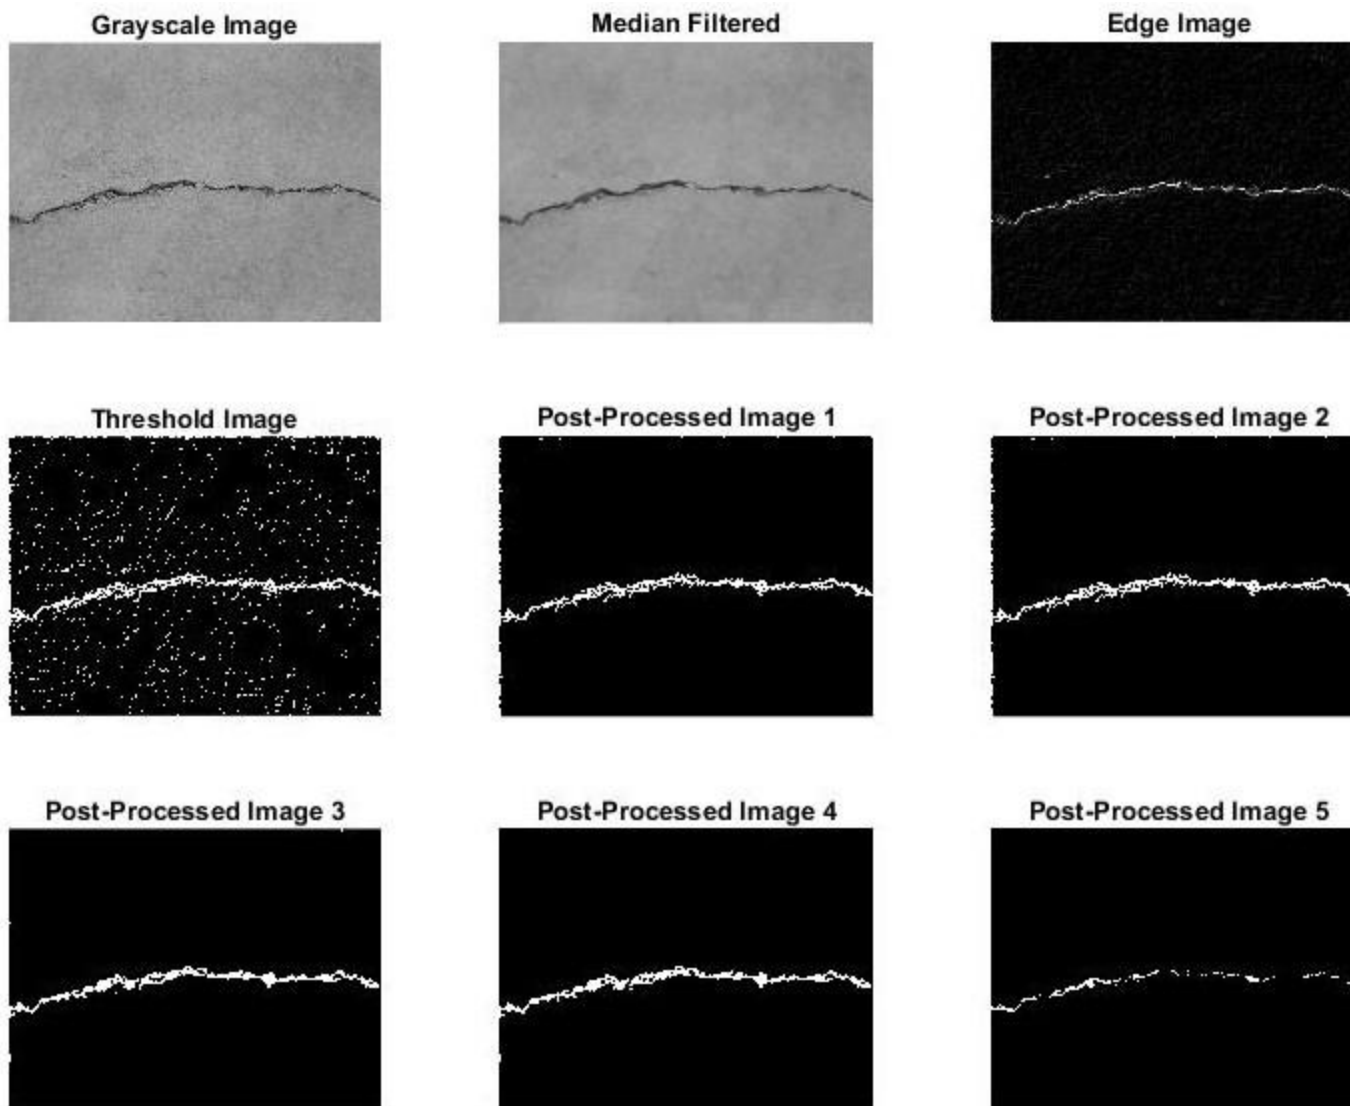 Grayscale Image
Median Filtered
Edge Image
Threshold Image
Post-Processed Image 1
Post-Processed Image 2
Post-Processed Image 3
Post-Processed Image 4
Post-Processed Image 5